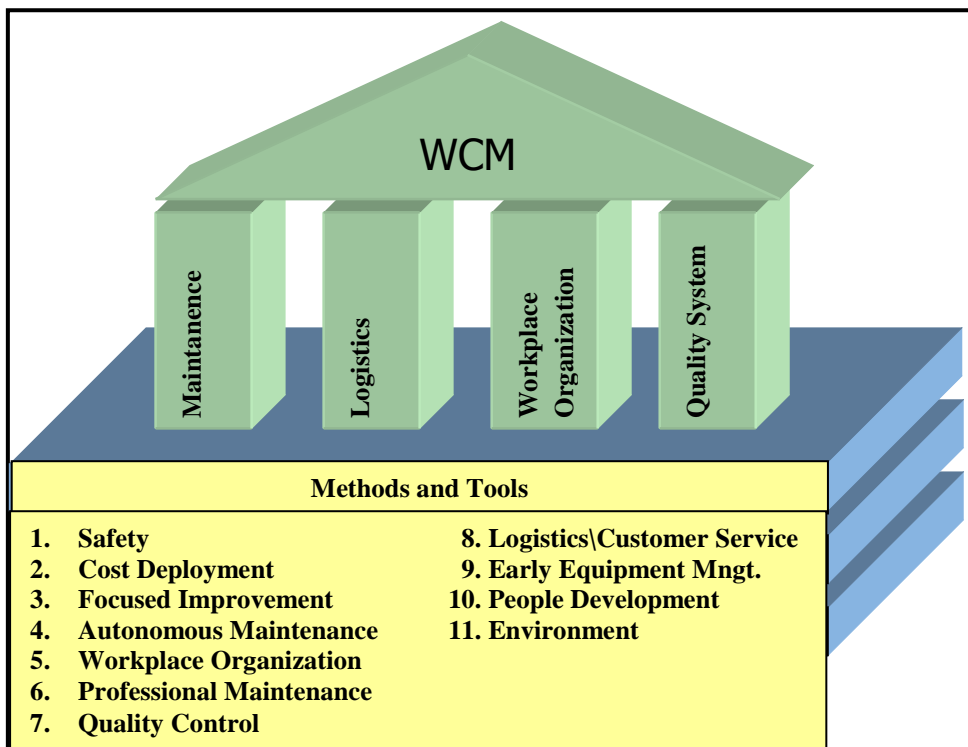 WCM
Maintanence
Logistics
Workplace
Organization
Quality System
Methods and Tools
1. Safety
2. Cost Deployment
3. Focused Improvement
4. Autonomous Maintenance
5. Workplace Organization
6. Professional Maintenance
7. Quality Control
8. Logistics\Customer Service
9. Early Equipment Mngt.
10. People Development
11. Environment